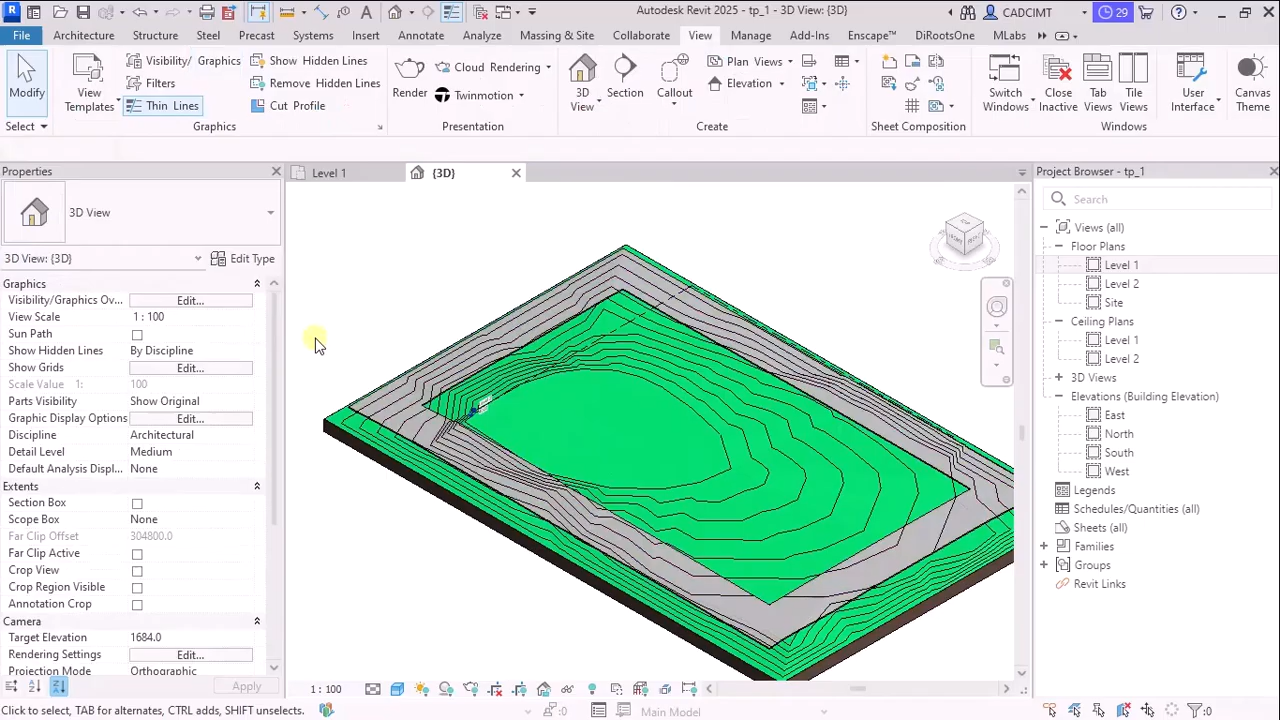 Autodesk Revit 2025 - tp_1 - 3D View: {3D}
CADCIMT
29
File
Architecture
Structure
Steel
Precast
Systems
Insert
Annotate
Analyze
Massing & Site
Collaborate
View
Manage
Add-Ins
Enscape™
DiRootsOne
MLabs
Modify
View Templates
Visibility/ Graphics
Filters
Thin Lines
Show Hidden Lines
Remove Hidden Lines
Cut Profile
Render
Cloud Rendering
Twinmotion
3D View
Section
Callout
Plan Views
Elevation
Switch Windows
Close Inactive
Tab Views
Tile Views
User Interface
Canvas Theme
Select
Graphics
Presentation
Create
Sheet Composition
Windows
Properties
Level 1
{3D}
Project Browser - tp_1
3D View
3D View: {3D}
Edit Type
Graphics
Visibility/Graphics Ov... Edit...
View Scale 1 : 100
Sun Path
Show Hidden Lines By Discipline
Show Grids Edit...
Scale Value 1: 100
Parts Visibility Show Original
Graphic Display Options Edit...
Discipline Architectural
Detail Level Medium
Default Analysis Displ... None
Extents
Section Box
Scope Box None
Far Clip Offset 304800.0
Far Clip Active
Crop View
Crop Region Visible
Annotation Crop
Camera
Target Elevation 1684.0
Rendering Settings Edit...
Projection Mode Orthographic
Apply
Search
Views (all)
Floor Plans
Level 1
Level 2
Site
Ceiling Plans
Level 1
Level 2
3D Views
Elevations (Building Elevation)
East
North
South
West
Legends
Schedules/Quantities (all)
Sheets (all)
Families
Groups
Revit Links
1 : 100
Click to select, TAB for alternates, CTRL adds, SHIFT unselects.
:0
Main Model
:0